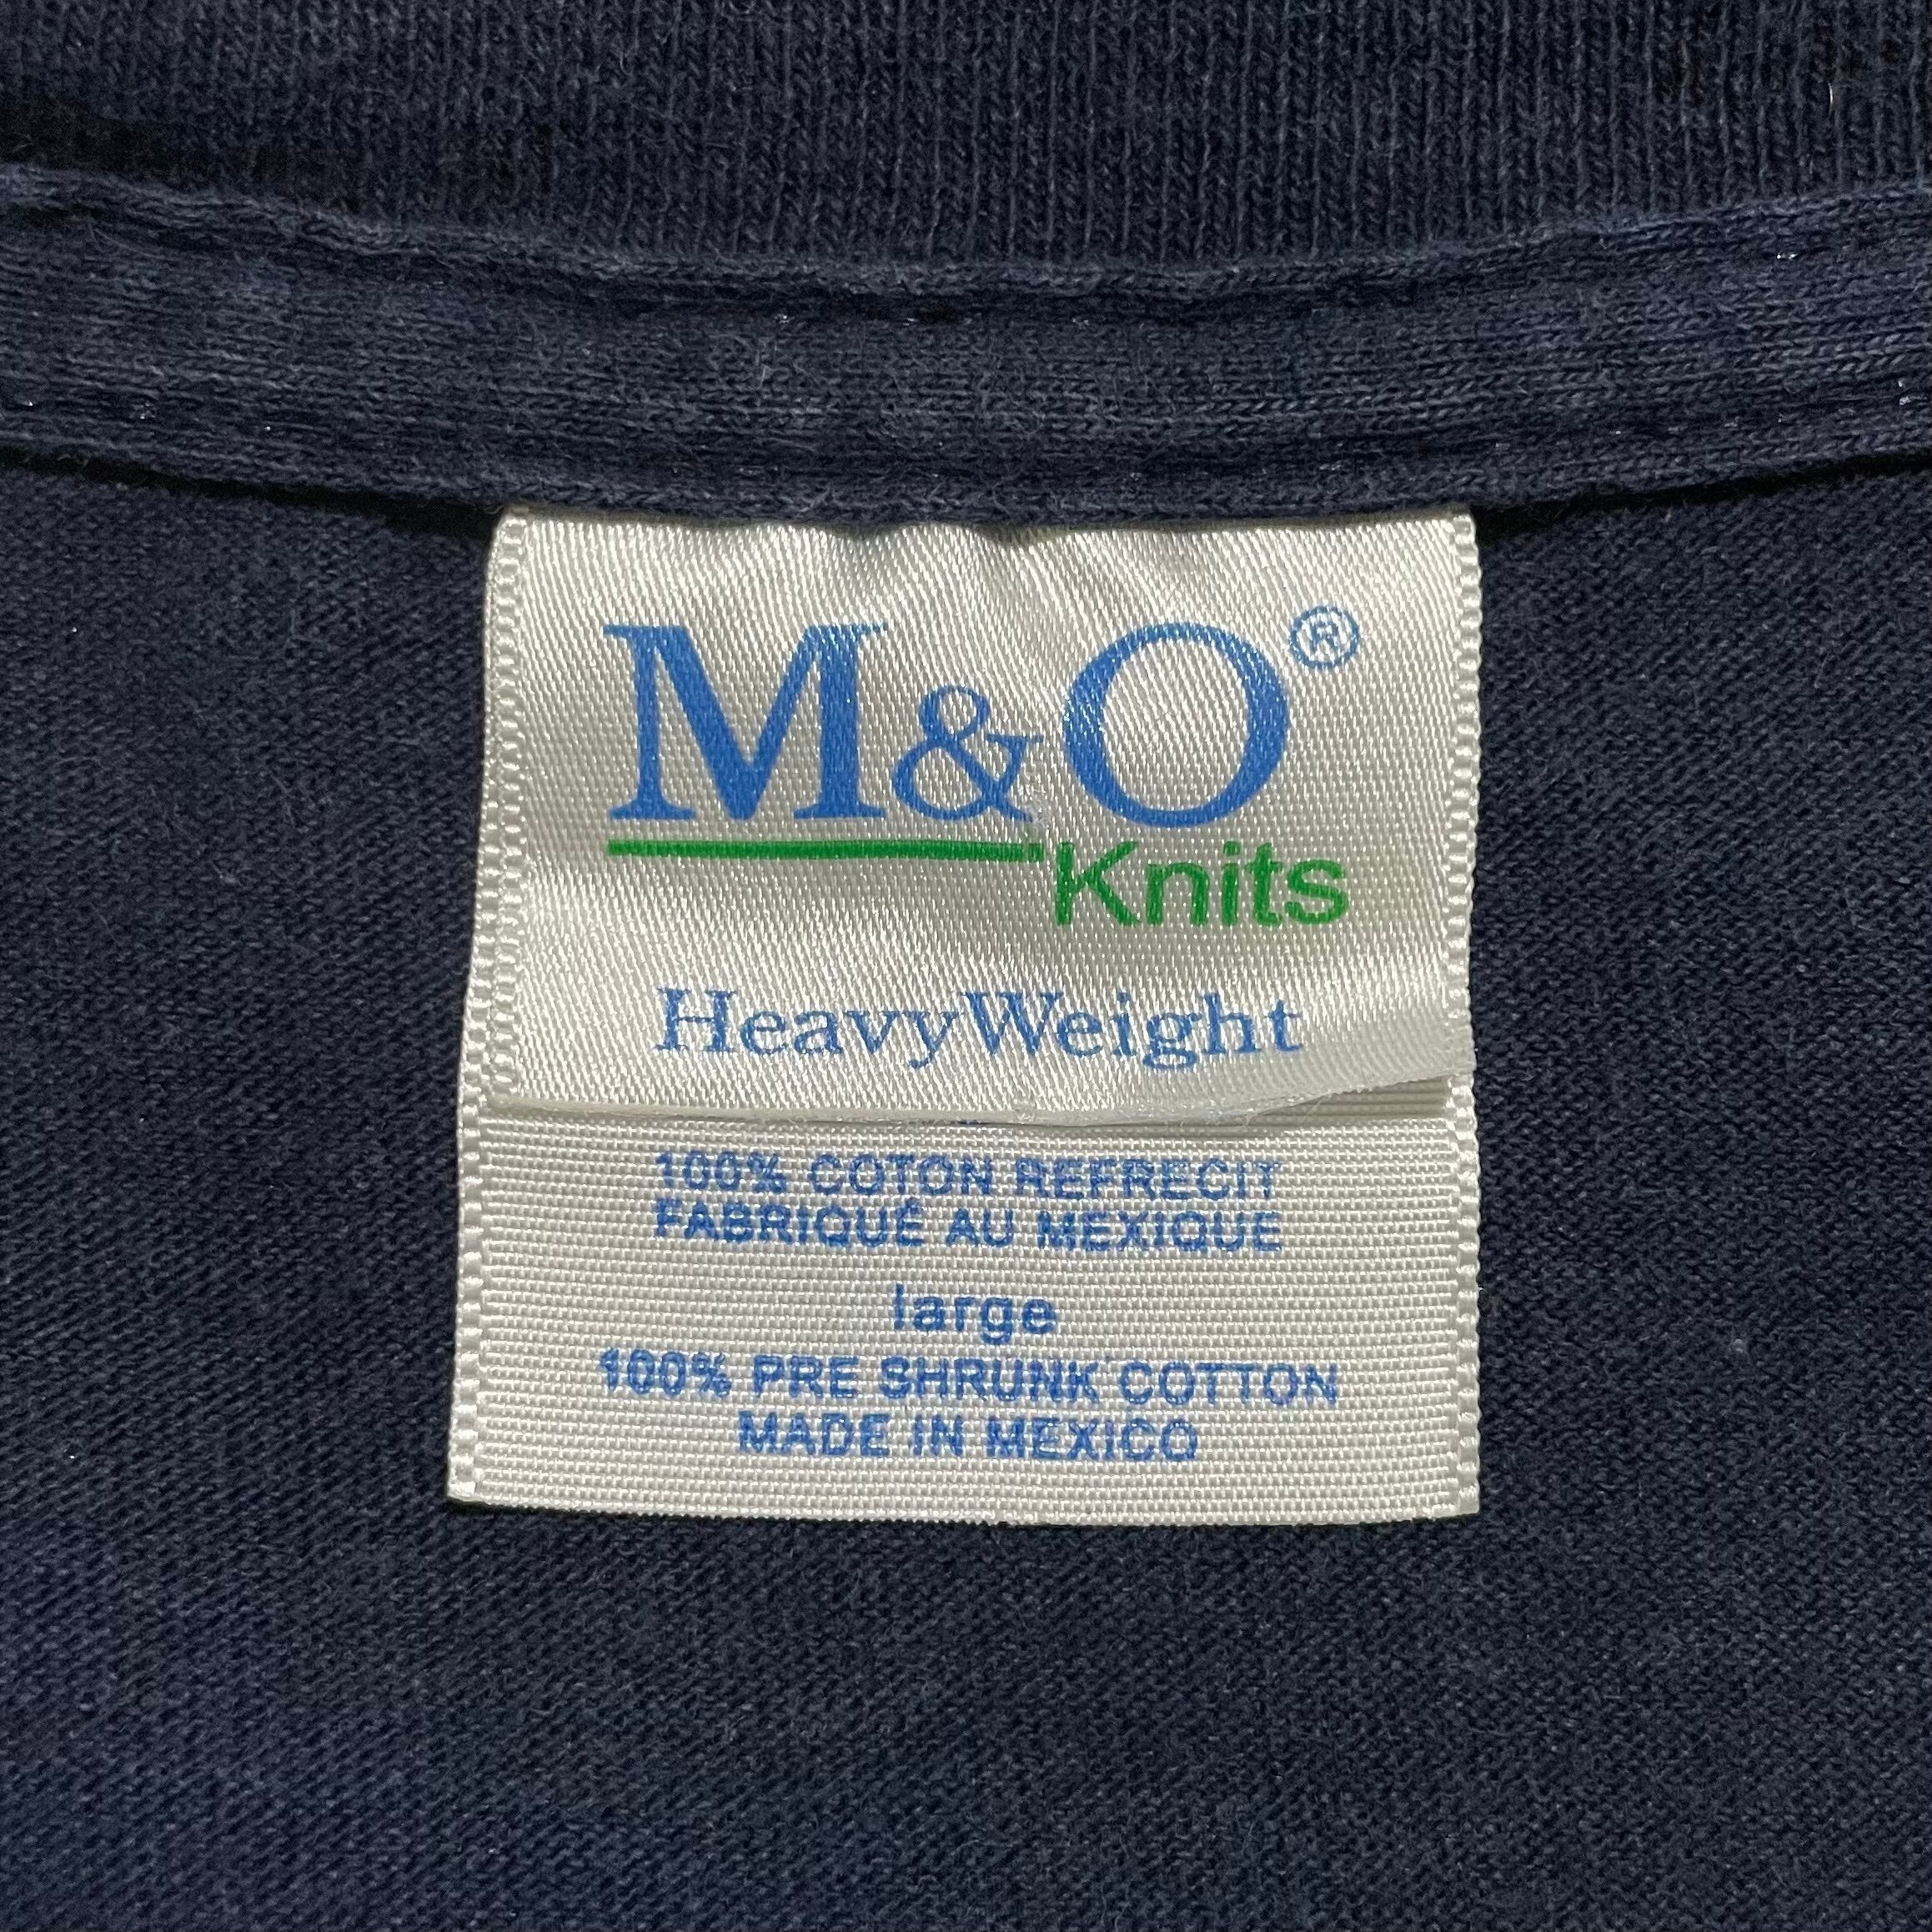 M&O®
Knits
HeavyWeight
100% COTON REFRECIT
FABRIQUÉ AU MEXIQUE
large
100% PRE SHRUNK COTTON
MADE IN MEXICO